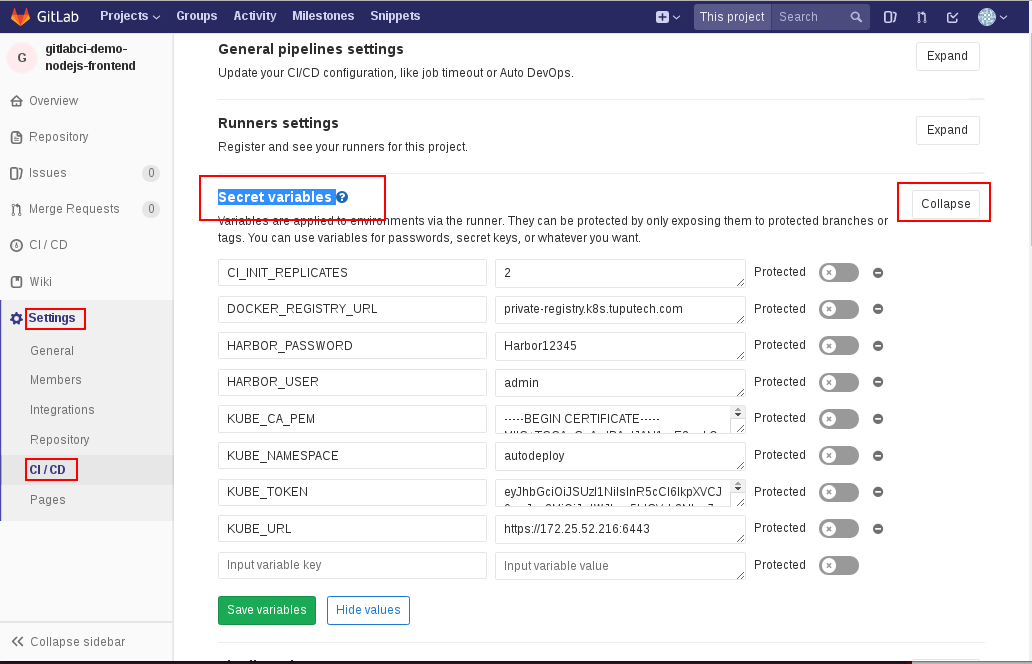 GitLab Projects Groups Activity Milestones Snippets This project Search
G gitlabci-demo-nodejs-frontend
Overview
Repository
Issues 0
Merge Requests 0
CI / CD
Wiki
Settings
General
Members
Integrations
Repository
CI / CD
Pages
Collapse sidebar
General pipelines settings
Expand
Update your CI/CD configuration, like job timeout or Auto DevOps.
Runners settings
Expand
Register and see your runners for this project.
Secret variables ?
Collapse
Variables are applied to environments via the runner. They can be protected by only exposing them to protected branches or
tags. You can use variables for passwords, secret keys, or whatever you want.
CI_INIT_REPLICATES 2 Protected
DOCKER_REGISTRY_URL private-registry.k8s.tuputech.com Protected
HARBOR_PASSWORD Harbor12345 Protected
HARBOR_USER admin Protected
KUBE_CA_PEM -----BEGIN CERTIFICATE----- Protected
KUBE_NAMESPACE autodeploy Protected
KUBE_TOKEN eyJhbGciOiJSUzI1NiIsInR5cCI6IkpXVCJ Protected
KUBE_URL https://172.25.52.216:6443 Protected
Input variable key Input variable value Protected
Save variables Hide values